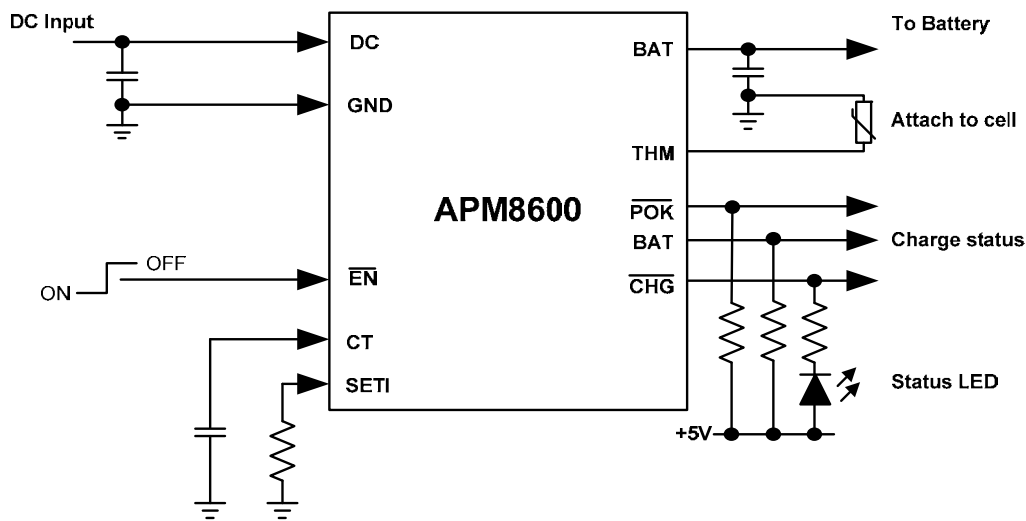 DC Input
DC
GND
EN
ON
OFF
CT
SETI
APM8600
BAT
THM
POK
BAT
CHG
To Battery
Attach to cell
Charge status
Status LED
+5V